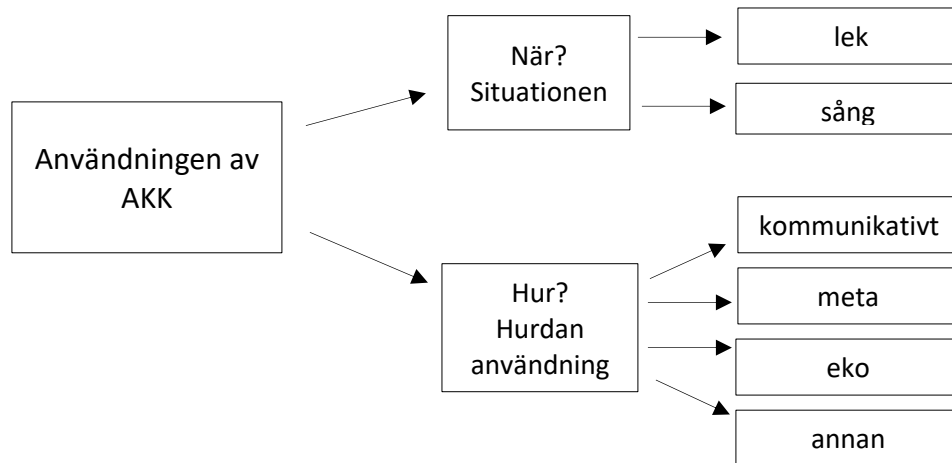 Användningen av
AKK
När?
Situationen
lek
sång
Hur?
Hurdan
användning
kommunikativt
meta
eko
annan